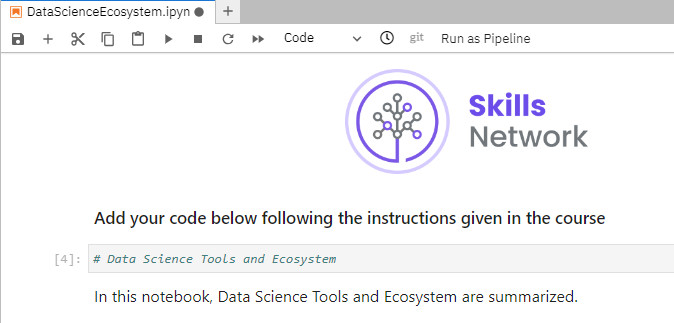 DataScienceEcosystem.ipyn
Code git Run as Pipeline
Skills
Network
Add your code below following the instructions given in the course
[4]: # Data Science Tools and Ecosystem
In this notebook, Data Science Tools and Ecosystem are summarized.